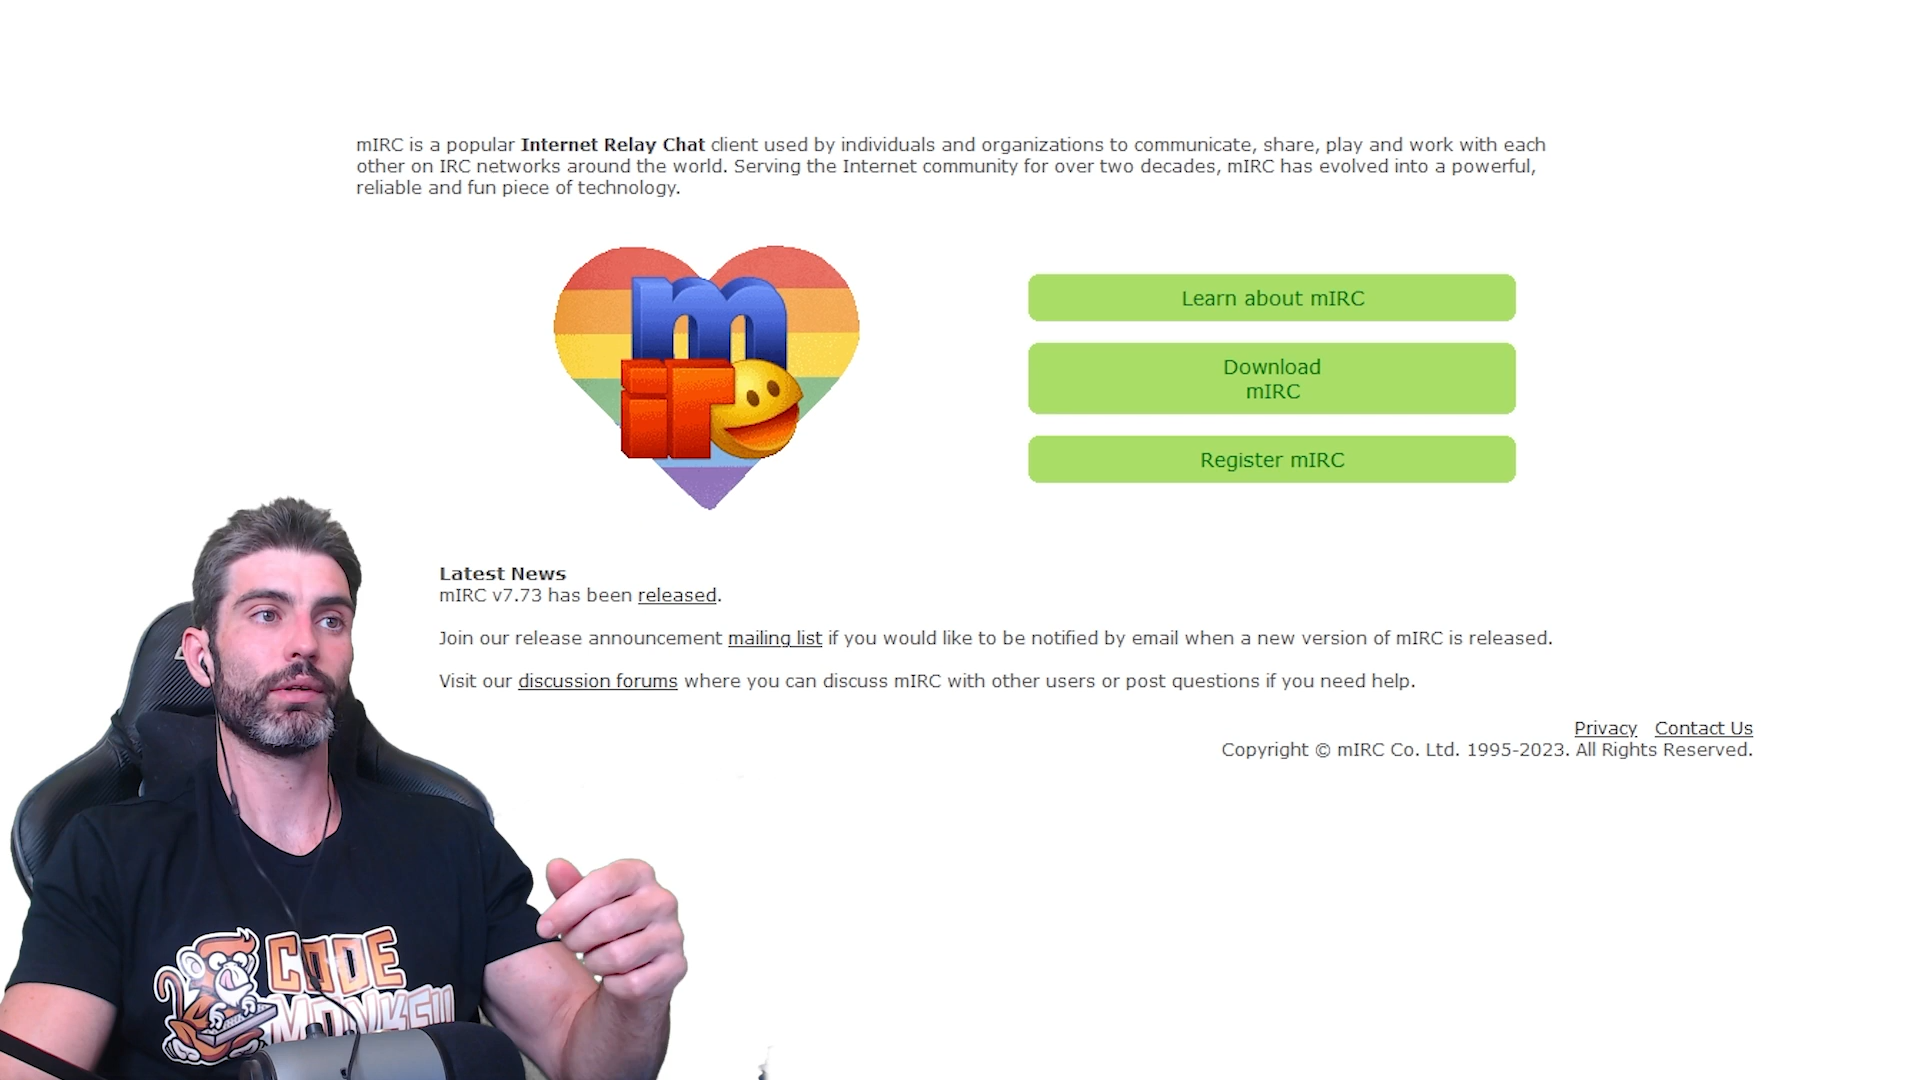 mIRC is a popular Internet Relay Chat client used by individuals and organizations to communicate, share, play and work with each
other on IRC networks around the world. Serving the Internet community for over two decades, mIRC has evolved into a powerful,
reliable and fun piece of technology.
m
irc
Learn about mIRC
Download
mIRC
Register mIRC
Latest News
mIRC v7.73 has been released.
Join our release announcement mailing list if you would like to be notified by email when a new version of mIRC is released.
Visit our discussion forums where you can discuss mIRC with other users or post questions if you need help.
Privacy Contact Us
Copyright © mIRC Co. Ltd. 1995-2023. All Rights Reserved.
CODE
MONKEY